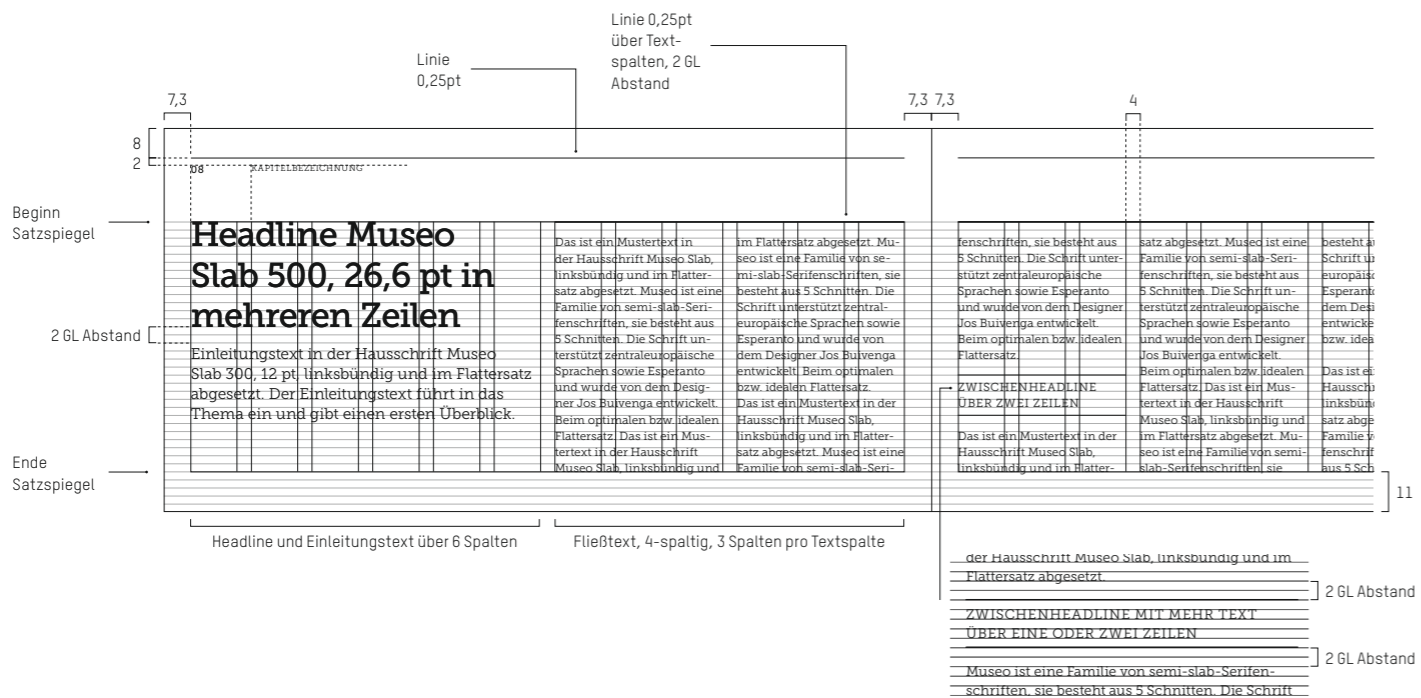 Linie 0,25pt
über Text-
spalten, 2 GL
Abstand
Linie
0,25pt
7,3
7,3 7,3
4
8
2
08 KAPITELBEZEICHNUNG
Beginn
Satzspiegel
Headline Museo
Slab 500, 26,6 pt in
mehreren Zeilen
2 GL Abstand
Einleitungstext in der Hausschrift Museo
Slab 300, 12 pt, linksbündig und im Flattersatz
abgesetzt. Der Einleitungstext führt in das
Thema ein und gibt einen ersten Überblick.
Ende
Satzspiegel
Das ist ein Mustertext in
der Hausschrift Museo Slab,
linksbündig und im Flatter-
satz abgesetzt. Museo ist eine
Familie von semi-slab-Seri-
fenschriften, sie besteht aus
5 Schnitten. Die Schrift un-
terstützt zentraleuropäische
Sprachen sowie Esperanto
und wurde von dem Desig-
ner Jos Buivenga entwickelt.
Beim optimalen bzw. idealen
Flattersatz. Das ist ein Mus-
tertext in der Hausschrift
Museo Slab, linksbündig und
im Flattersatz abgesetzt. Mu-
seo ist eine Familie von se-
mi-slab-Serifenschriften, sie
besteht aus 5 Schnitten. Die
Schrift unterstützt zentral-
europäische Sprachen sowie
Esperanto und wurde von
dem Designer Jos Buivenga
entwickelt. Beim optimalen
bzw. idealen Flattersatz.
Das ist ein Mustertext in der
Hausschrift Museo Slab,
linksbündig und im Flatter-
satz abgesetzt. Museo ist eine
Familie von semi-slab-Seri-
fenschriften, sie besteht aus
5 Schnitten. Die Schrift unter-
stützt zentraleuropäische
Sprachen sowie Esperanto
und wurde von dem Designer
Jos Buivenga entwickelt.
Beim optimalen bzw. idealen
Flattersatz.
ZWISCHENHEADLINE
ÜBER ZWEI ZEILEN
Das ist ein Mustertext in der
Hausschrift Museo Slab,
linksbündig und im Flatter-
satz abgesetzt. Museo ist eine
Familie von semi-slab-Seri-
fenschriften, sie besteht aus
5 Schnitten. Die Schrift un-
terstützt zentraleuropäische
Sprachen sowie Esperanto
und wurde von dem Designer
Jos Buivenga entwickelt.
Beim optimalen bzw. idealen
Flattersatz. Das ist ein Mus-
tertext in der Hausschrift
Museo Slab, linksbündig und
im Flattersatz abgesetzt. Mu-
seo ist eine Familie von semi-
slab-Serifenschriften, sie
besteht
Schrift
Esperant
dem
entwicke
bzw.
Das ist
satz
Familie
aus 5
11
Headline und Einleitungstext über 6 Spalten
Fließtext, 4-spaltig, 3 Spalten pro Textspalte
der Hausschrift Museo Slab, linksbündig und im
Flattersatz abgesetzt.
2 GL Abstand
ZWISCHENHEADLINE MIT MEHR TEXT
ÜBER EINE ODER ZWEI ZEILEN
2 GL Abstand
Museo ist eine Familie von semi-slab-Serifen-
schriften, sie besteht aus 5 Schnitten. Die Schrift